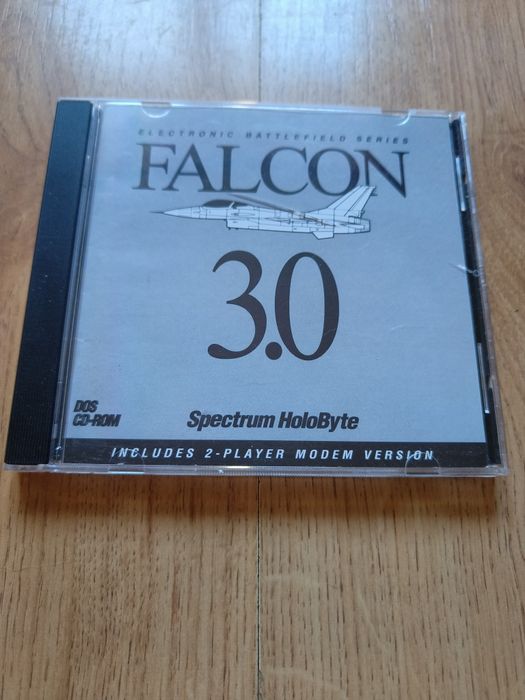 ELECTRONIC BATTLEFIELD SERIES
FALCON
3.0
DOS
CD-ROM
Spectrum HoloByte
INCLUDES 2-PLAYER MODEM VERSION